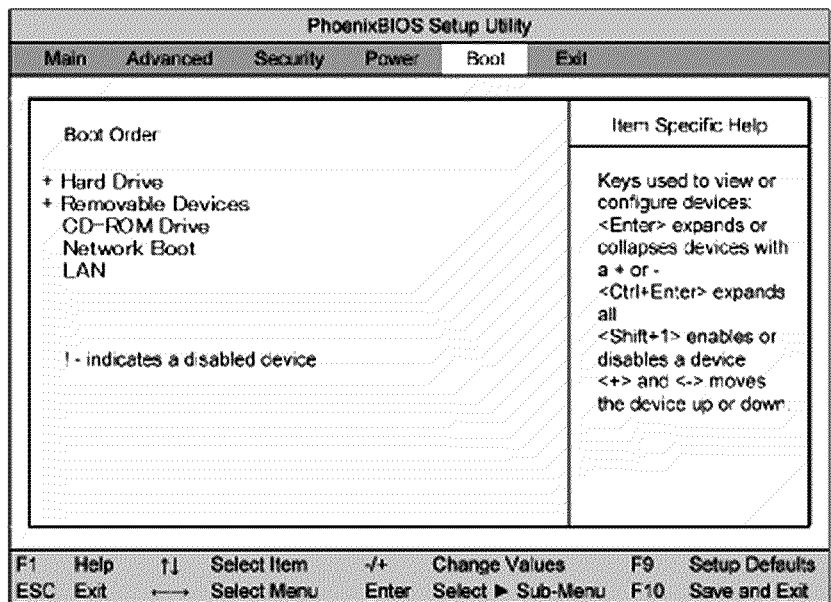 PhoenixBIOS Setup Utility
Main Advanced Security Power Boot Exit
Boot Order
+ Hard Drive
+ Removable Devices
CD-ROM Drive
Network Boot
LAN
! - indicates a disabled device
Item Specific Help
Keys used to view or
configure devices:
<Enter> expands or
collapses devices with
a + or -
<Ctrl+Enter> expands
all
<Shift+1> enables or
disables a device
<+> and <-> moves
the device up or down.
F1 Help ↑↓ Select Item -/+ Change Values F9 Setup Defaults
ESC Exit ←→ Select Menu Enter Select ▶ Sub-Menu F10 Save and Exit